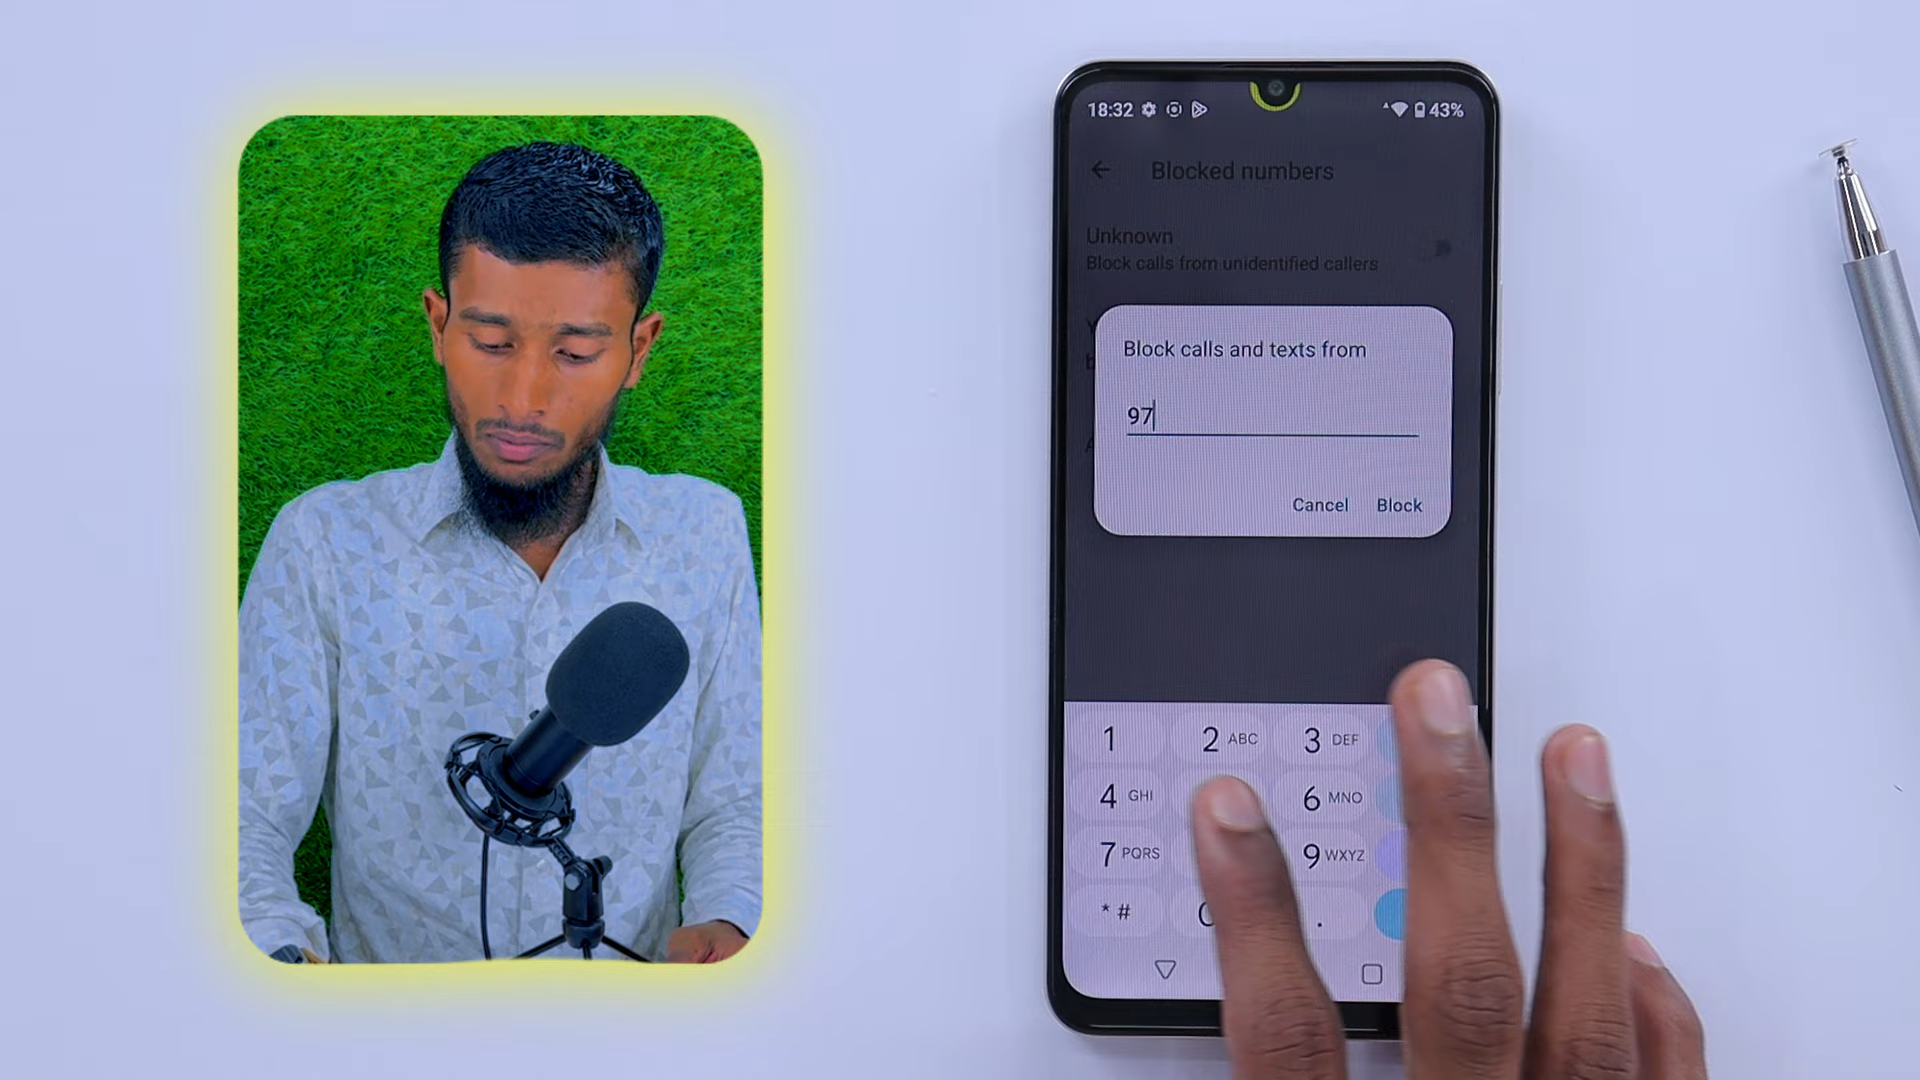 18:32 43%
Blocked numbers
Unknown
Block calls from unidentified callers
Block calls and texts from
97
Cancel Block
1 2 ABC 3 DEF
4 GHI 6 MNO
7 PQRS 9 WXYZ
* # .